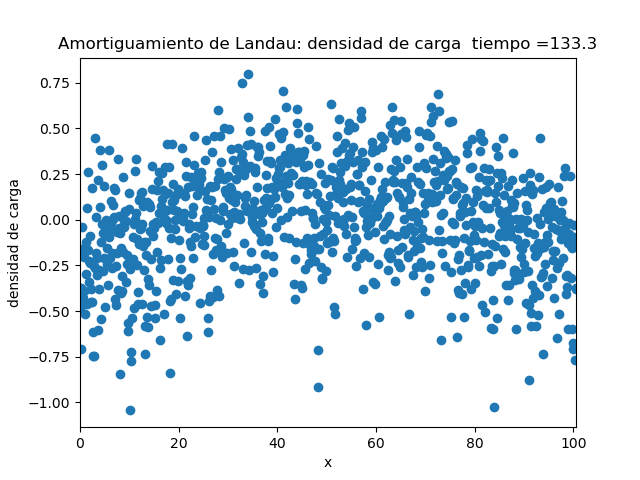 Amortiguamiento de Landau: densidad de carga  tiempo =133.3
0.75
0.50
0.25
0.00
−0.25
−0.50
−0.75
−1.00
densidad de carga
0 20 40 60 80 100
x